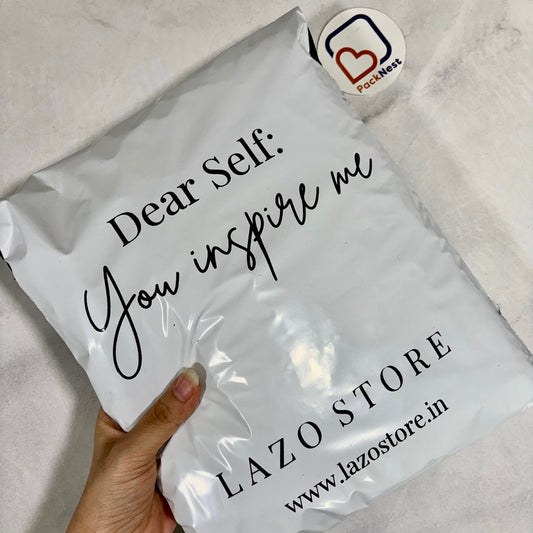 PackNest
Dear Self:
You inspire me
LAZO STORE
www.lazostore.in